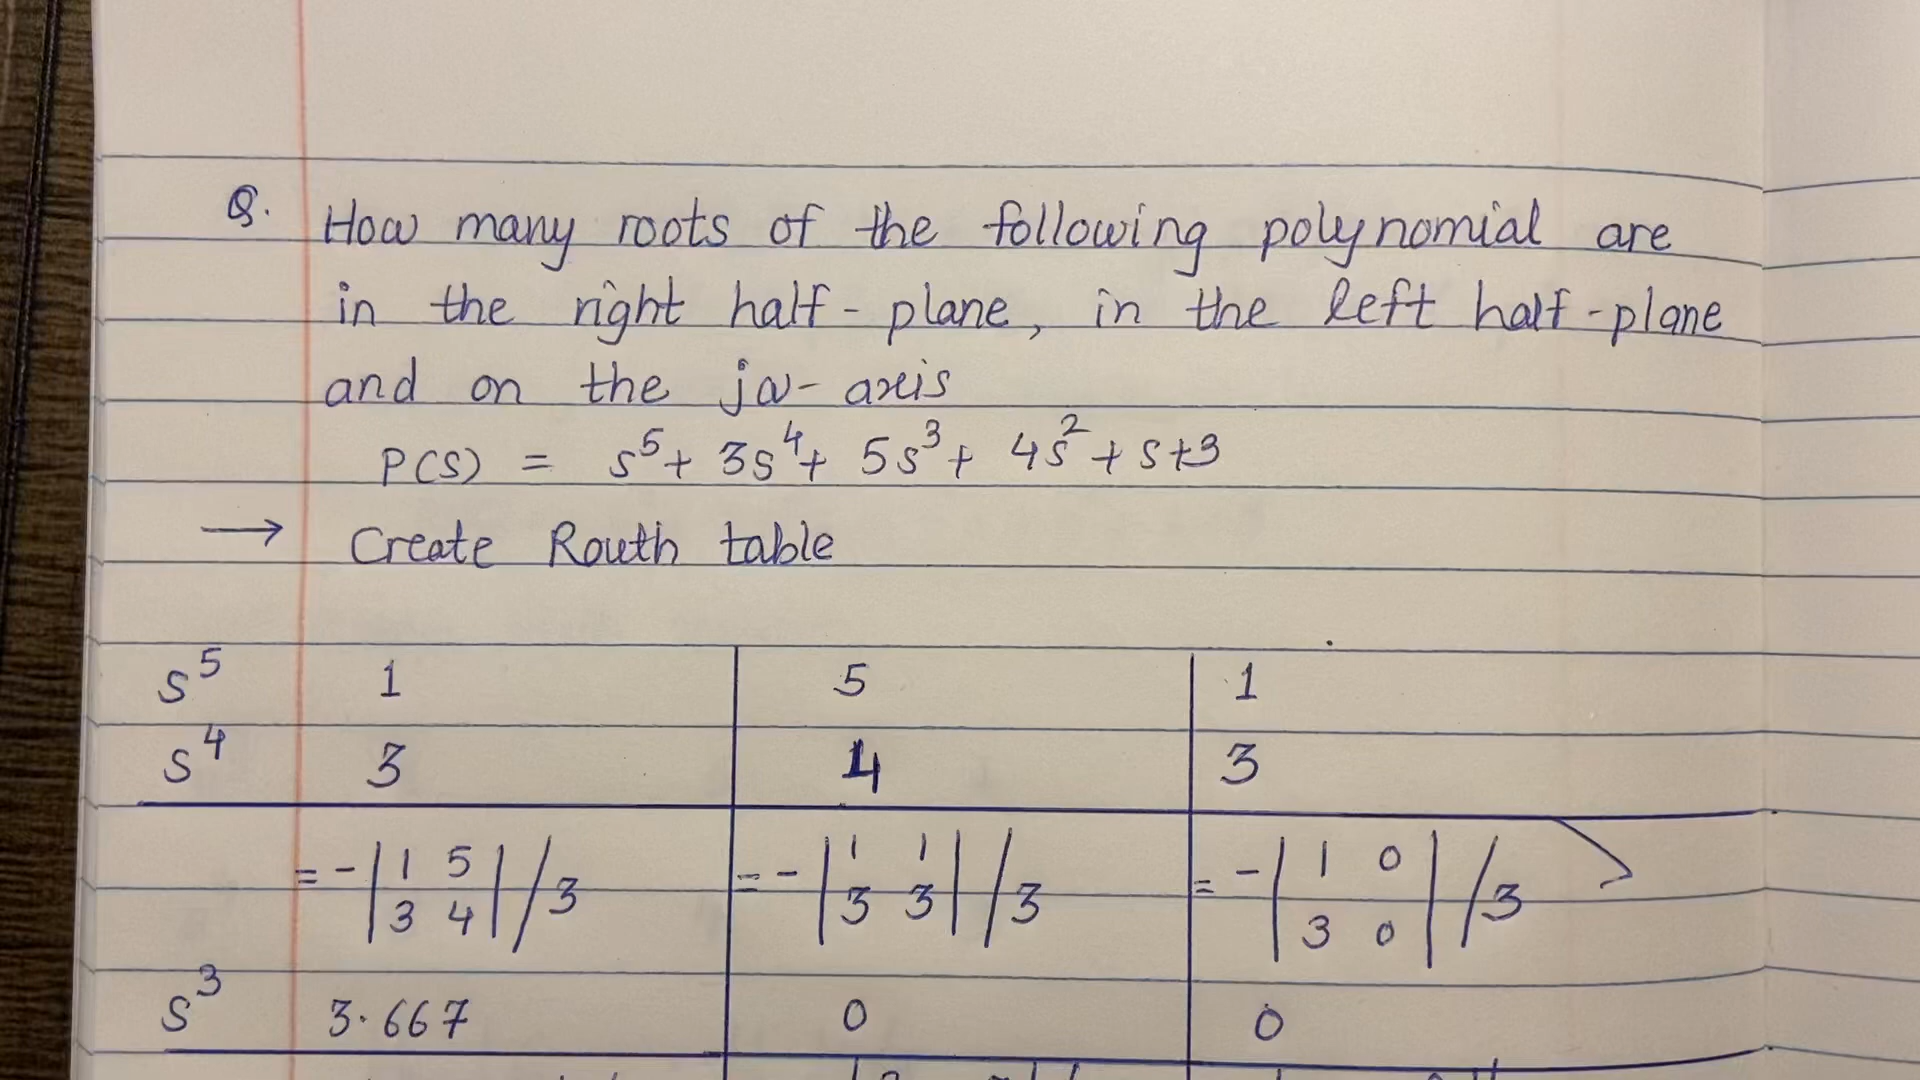 Q. How many roots of the following polynomial are
in the right half-plane, in the left half-plane
and on the jω-axis
P(S) = s⁵ + 3s⁴ + 5s³ + 4s² + s + 3
→ Create Routh table
s⁵ 1 5 1
s⁴ 3 4 3
= -|1 5| / 3 = -|1 1| / 3 = -|1 0| / 3
|3 4| |3 3| |3 0|
s³ 3.667 0 0